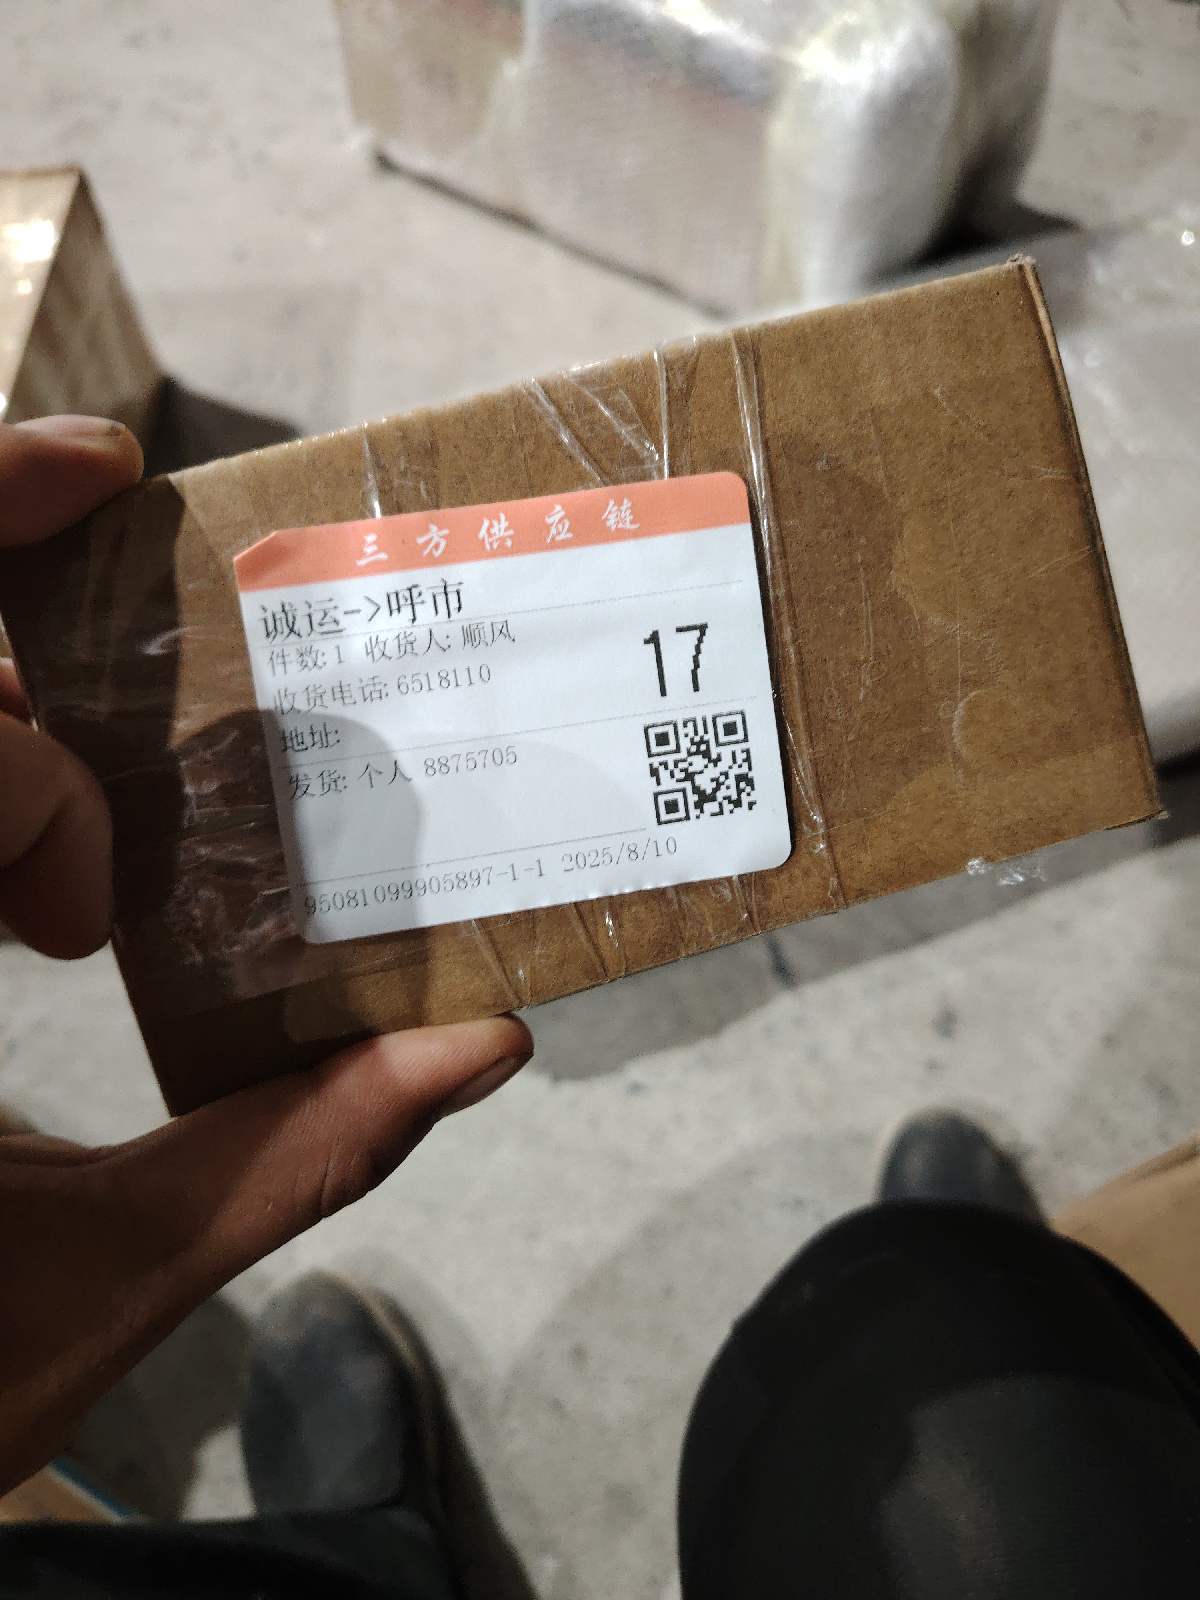 三方供应链
诚运->呼市
件数:1 收货人:顺风
17
收货电话:6518110
地址:
发货:个人 8875705
95081099905897-1-1 2025/8/10